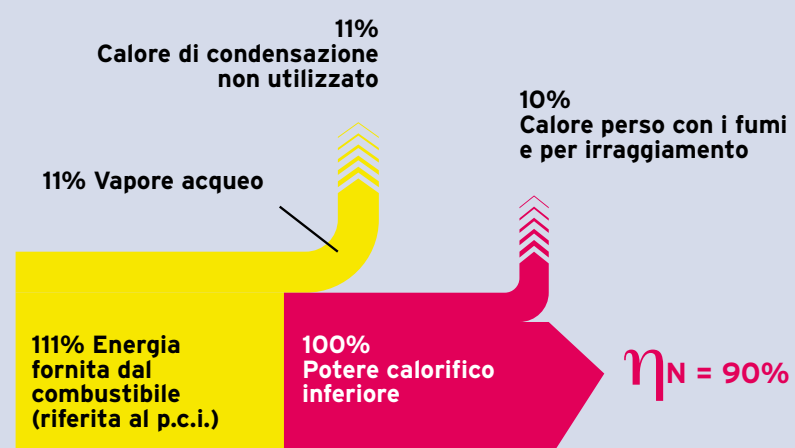 11%
Calore di condensazione
non utilizzato
10%
Calore perso con i fumi
e per irraggiamento
11% Vapore acqueo
111% Energia
fornita dal
combustibile
(riferita al p.c.i.)
100%
Potere calorifico
inferiore
ηN = 90%